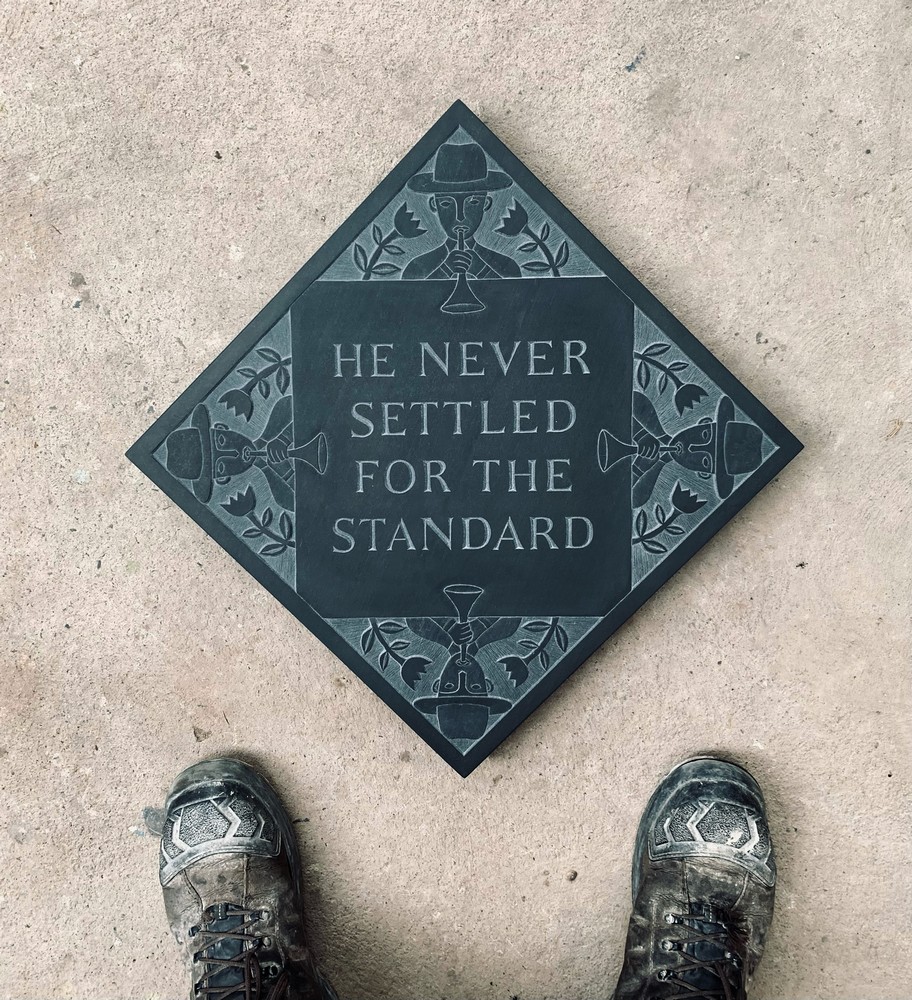 HE NEVER
SETTLED
FOR THE
STANDARD